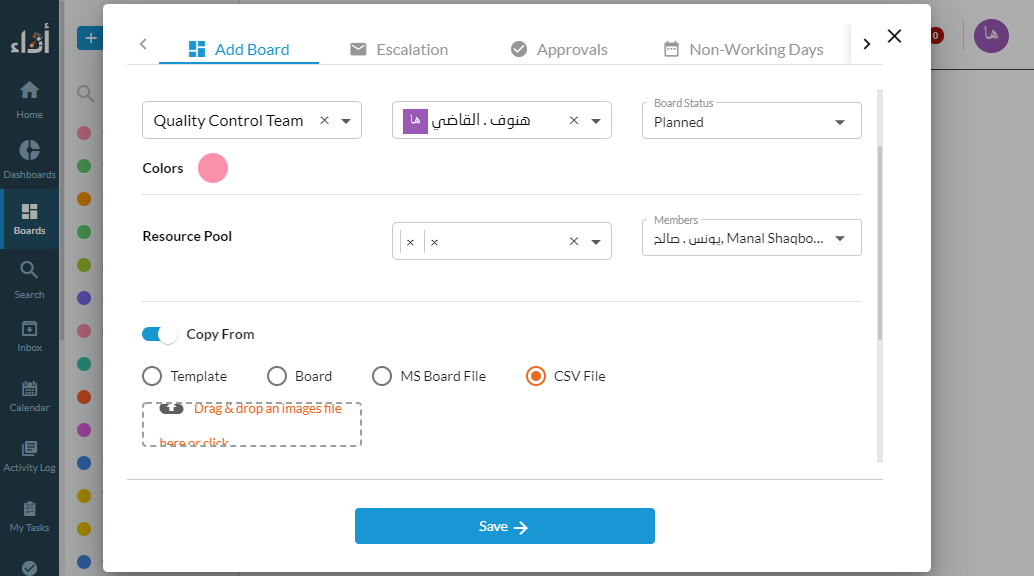 أداء
Home
Dashboards
Boards
Search
Inbox
Calendar
Activity Log
My Tasks
+
Add Board
Escalation
Approvals
Non-Working Days
0
ها
Quality Control Team
ها هنوف . القاضي
Board Status
Planned
Colors
Resource Pool
Members
يونس . صالح, Manal Shaqbo...
Copy From
Template
Board
MS Board File
CSV File
Drag & drop an images file
here or click
Save